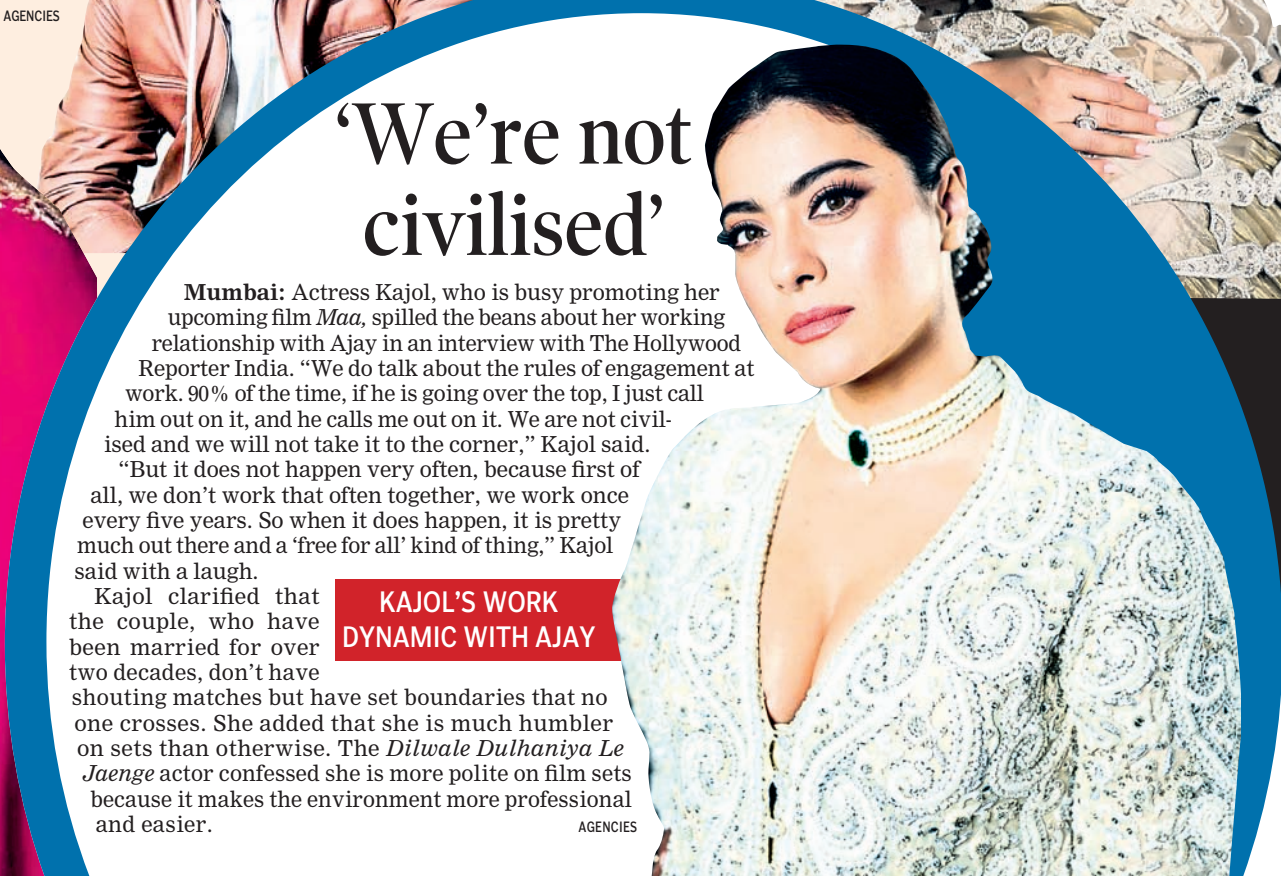 AGENCIES
‘We’re not
civilised’
Mumbai: Actress Kajol, who is busy promoting her
upcoming film Maa, spilled the beans about her working
relationship with Ajay in an interview with The Hollywood
Reporter India. “We do talk about the rules of engagement at
work. 90% of the time, if he is going over the top, I just call
him out on it, and he calls me out on it. We are not civil-
ised and we will not take it to the corner,” Kajol said.
“But it does not happen very often, because first of
all, we don’t work that often together, we work once
every five years. So when it does happen, it is pretty
much out there and a ‘free for all’ kind of thing,” Kajol
said with a laugh.
Kajol clarified that
the couple, who have
been married for over
two decades, don’t have
shouting matches but have set boundaries that no
one crosses. She added that she is much humbler
on sets than otherwise. The Dilwale Dulhaniya Le
Jaenge actor confessed she is more polite on film sets
because it makes the environment more professional
and easier.
AGENCIES
KAJOL’S WORK
DYNAMIC WITH AJAY